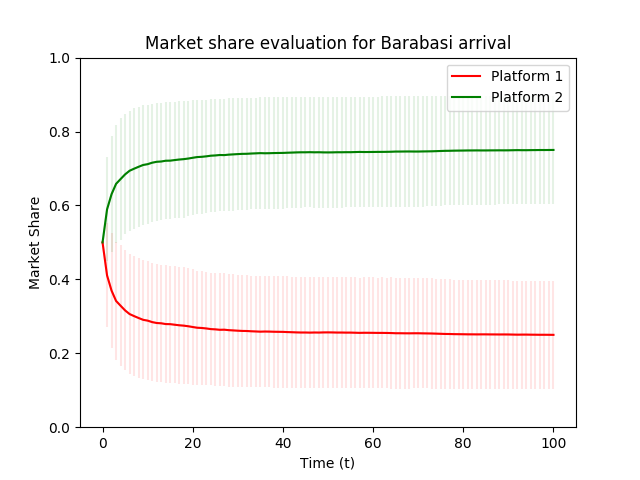 Market share evaluation for Barabasi arrival
Platform 1
Platform 2
Market Share
1.0
0.8
0.6
0.4
0.2
0.0
0 20 40 60 80 100
Time (t)